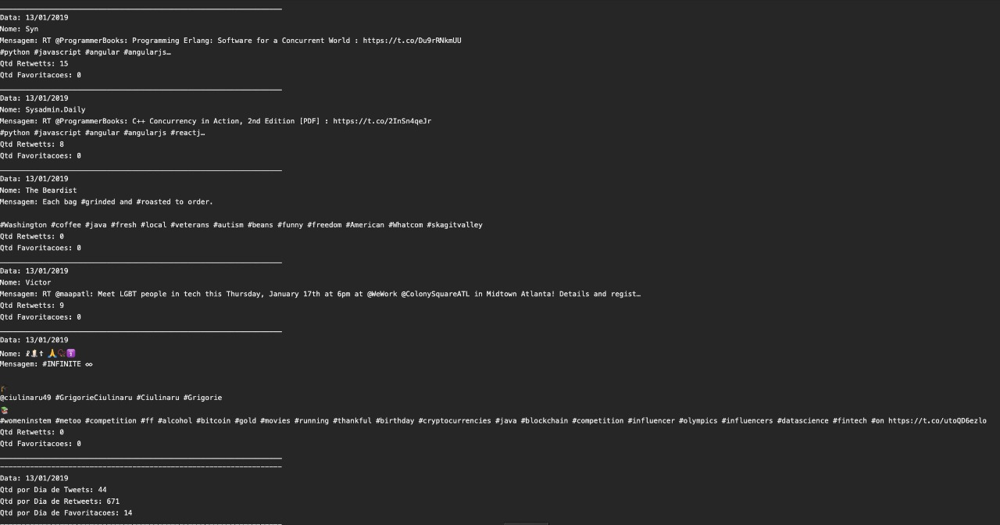 Data: 13/01/2019
Nome: Syn
Mensagem: RT @ProgrammerBooks: Programming Erlang: Software for a Concurrent World : https://t.co/Du9rRNkmUU
#python #javascript #angular #angularjs…
Qtd Retwetts: 15
Qtd Favoritacoes: 0
Data: 13/01/2019
Nome: Sysadmin.Daily
Mensagem: RT @ProgrammerBooks: C++ Concurrency in Action, 2nd Edition [PDF] : https://t.co/2InSn4qeJr
#python #javascript #angular #angularjs #reactj…
Qtd Retwetts: 8
Qtd Favoritacoes: 0
Data: 13/01/2019
Nome: The Beardist
Mensagem: Each bag #grinded and #roasted to order.
#Washington #coffee #java #fresh #local #veterans #autism #beans #funny #freedom #American #Whatcom #skagitvalley
Qtd Retwetts: 0
Qtd Favoritacoes: 0
Data: 13/01/2019
Nome: Victor
Mensagem: RT @maapatl: Meet LGBT people in tech this Thursday, January 17th at 6pm at @WeWork @ColonySquareATL in Midtown Atlanta! Details and regist…
Qtd Retwetts: 9
Qtd Favoritacoes: 0
Data: 13/01/2019
Nome:
Mensagem: #INFINITE ∞
@ciulinaru49 #GrigorieCiulinaru #Ciulinaru #Grigorie
#womeninstem #metoo #competition #ff #alcohol #bitcoin #gold #movies #running #thankful #birthday #cryptocurrencies #java #blockchain #competition #influencer #olympics #influencers #datascience #fintech #on https://t.co/utoQD6ezlo
Qtd Retwetts: 0
Qtd Favoritacoes: 0
Data: 13/01/2019
Qtd por Dia de Tweets: 44
Qtd por Dia de Retweets: 671
Qtd por Dia de Favoritacoes: 14